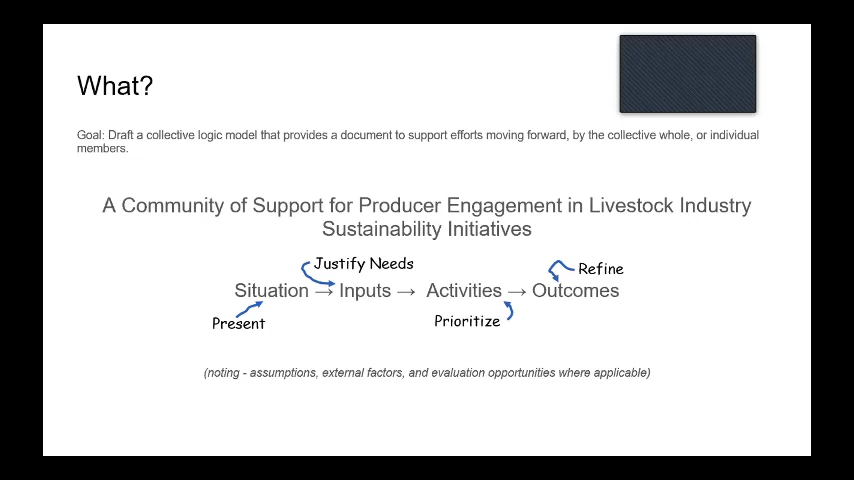 What?
Goal: Draft a collective logic model that provides a document to support efforts moving forward, by the collective whole, or individual
members.
A Community of Support for Producer Engagement in Livestock Industry
Sustainability Initiatives
Justify Needs
Refine
Situation → Inputs → Activities → Outcomes
Present
Prioritize
(noting - assumptions, external factors, and evaluation opportunities where applicable)